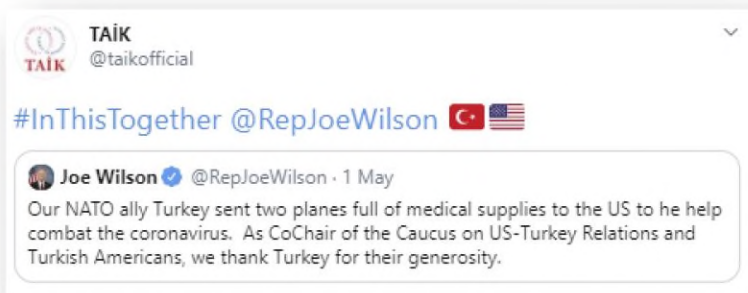 TAİK
@taikofficial
TAİK
#InThisTogether @RepJoeWilson 🇹🇷🇺🇸
Joe Wilson @RepJoeWilson · 1 May
Our NATO ally Turkey sent two planes full of medical supplies to the US to he help
combat the coronavirus.  As CoChair of the Caucus on US-Turkey Relations and
Turkish Americans, we thank Turkey for their generosity.